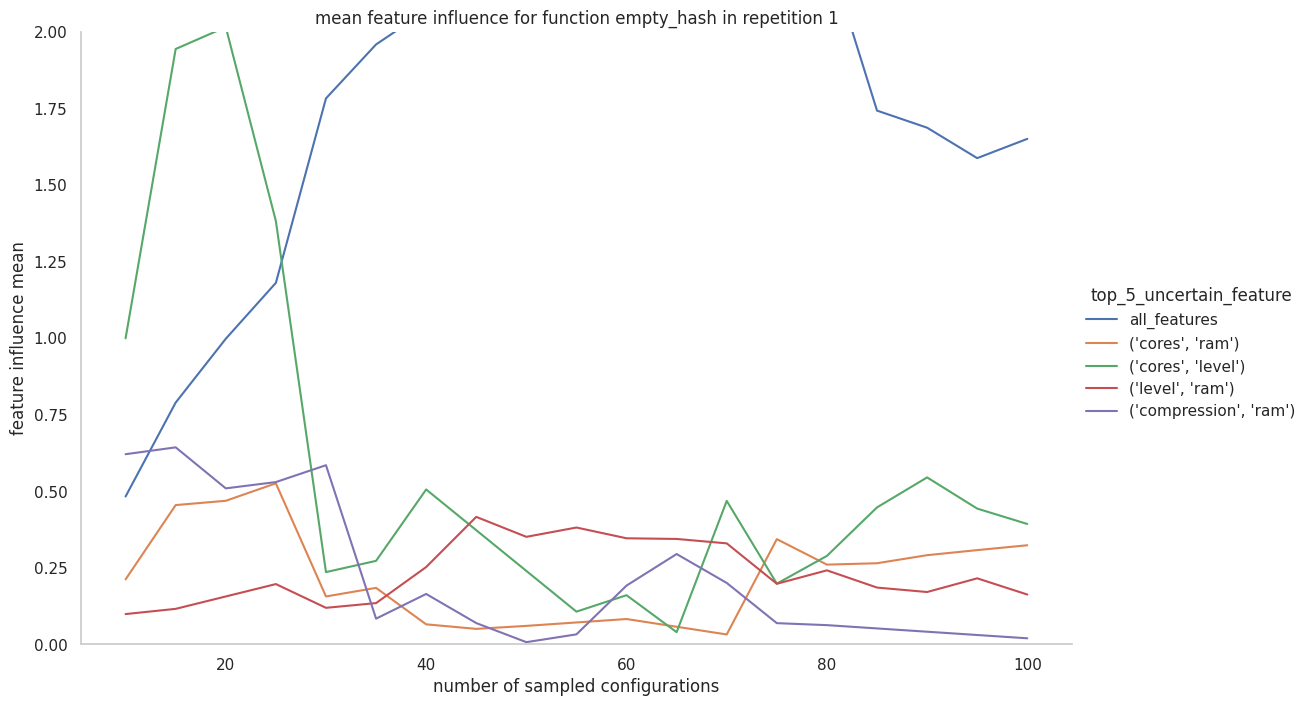 mean feature influence for function empty_hash in repetition 1
2.00
1.75
1.50
1.25
1.00
0.75
0.50
0.25
0.00
feature influence mean
20
40
60
80
100
number of sampled configurations
top_5_uncertain_feature
all_features
('cores', 'ram')
('cores', 'level')
('level', 'ram')
('compression', 'ram')